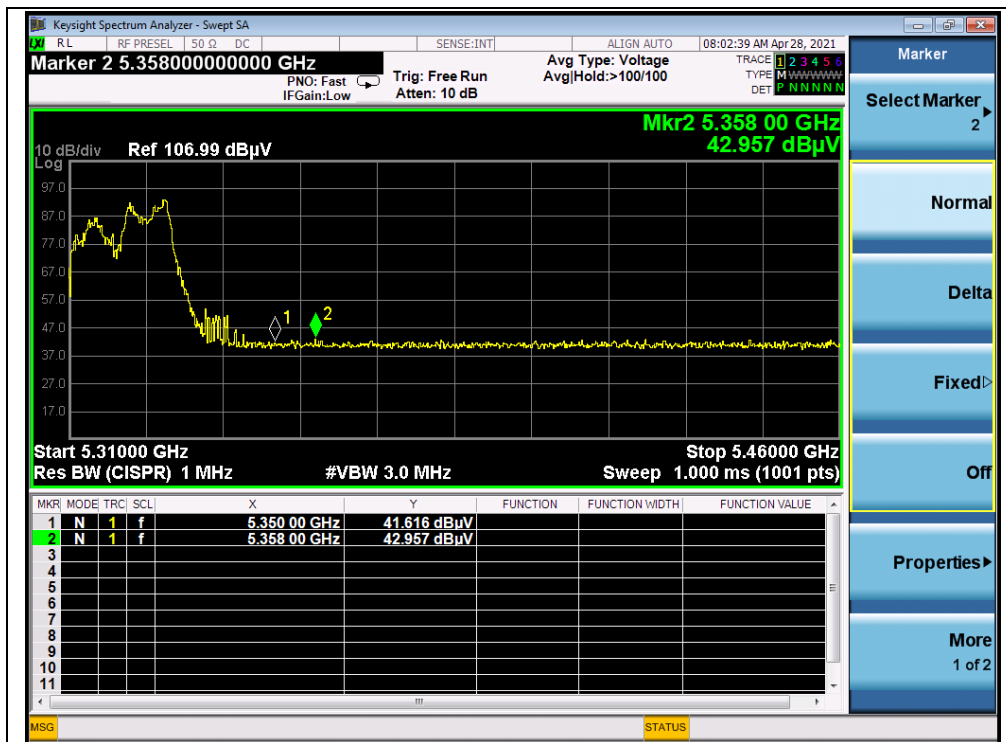 Keysight Spectrum Analyzer - Swept SA
LXI RL RF PRESEL 50 Ω DC SENSE:INT ALIGN AUTO 08:02:39 AM Apr 28, 2021
Marker 2 5.358000000000 GHz
PNO: Fast
IFGain:Low
Trig: Free Run
Atten: 10 dB
Avg Type: Voltage
Avg|Hold:>100/100
TRACE 1 2 3 4 5 6
TYPE M WWWWW
DET P N N N N N
Mkr2 5.358 00 GHz
42.957 dBµV
10 dB/div Ref 106.99 dBµV
Log
97.0
87.0
77.0
67.0
57.0
47.0
37.0
27.0
17.0
1
2
Start 5.31000 GHz Stop 5.46000 GHz
Res BW (CISPR) 1 MHz #VBW 3.0 MHz Sweep 1.000 ms (1001 pts)
MKR MODE TRC SCL X Y FUNCTION FUNCTION WIDTH FUNCTION VALUE
1 N 1 f 5.350 00 GHz 41.616 dBµV
2 N 1 f 5.358 00 GHz 42.957 dBµV
3
4
5
6
7
8
9
10
11
MSG STATUS
Marker
Select Marker
2
Normal
Delta
Fixed
Off
Properties
More
1 of 2